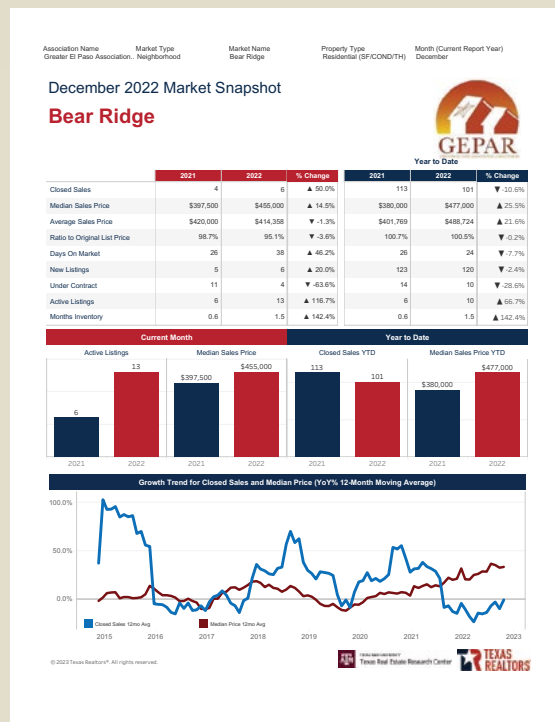 Association Name Market Type Market Name Property Type Month (Current Report Year)
Greater El Paso Association.. Neighborhood Bear Ridge Residential (SF/COND/TH) December
December 2022 Market Snapshot
Bear Ridge
GEPAR
Year to Date
2021 2022 % Change 2021 2022 % Change
Closed Sales 4 6 ▲ 50.0% 113 101 ▼ -10.6%
Median Sales Price $397,500 $455,000 ▲ 14.5% $380,000 $477,000 ▲ 25.5%
Average Sales Price $420,000 $414,358 ▼ -1.3% $401,769 $488,724 ▲ 21.6%
Ratio to Original List Price 98.7% 95.1% ▼ -3.6% 100.7% 100.5% ▼ -0.2%
Days On Market 26 38 ▲ 46.2% 26 24 ▼ -7.7%
New Listings 5 6 ▲ 20.0% 123 120 ▼ -2.4%
Under Contract 11 4 ▼ -63.6% 14 10 ▼ -28.6%
Active Listings 6 13 ▲ 116.7% 6 10 ▲ 66.7%
Months Inventory 0.6 1.5 ▲ 142.4% 0.6 1.5 ▲ 142.4%
Current Month Year to Date
Active Listings Median Sales Price Closed Sales YTD Median Sales Price YTD
6 13 $397,500 $455,000 113 101 $380,000 $477,000
2021 2022 2021 2022 2021 2022 2021 2022
Growth Trend for Closed Sales and Median Price (YoY% 12-Month Moving Average)
100.0%
50.0%
0.0%
Closed Sales 12mo Avg Median Price 12mo Avg
2015 2016 2017 2018 2019 2020 2021 2022 2023
© 2023 Texas Realtors®. All rights reserved.
Texas Real Estate Research Center
TEXAS
REALTORS®